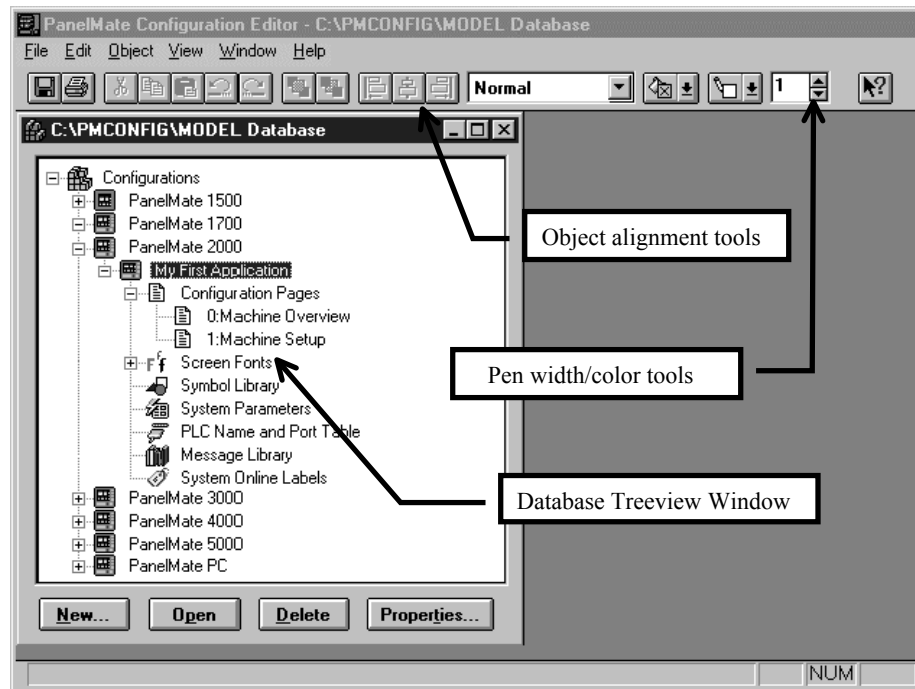 PanelMate Configuration Editor - C:\PMCONFIG\MODEL Database
File Edit Object View Window Help
Normal 1
C:\PMCONFIG\MODEL Database
Configurations
PanelMate 1500
PanelMate 1700
PanelMate 2000
My First Application
Configuration Pages
0:Machine Overview
1:Machine Setup
Screen Fonts
Symbol Library
System Parameters
PLC Name and Port Table
Message Library
System Online Labels
PanelMate 3000
PanelMate 4000
PanelMate 5000
PanelMate PC
New... Open Delete Properties...
Object alignment tools
Pen width/color tools
Database Treeview Window
NUM